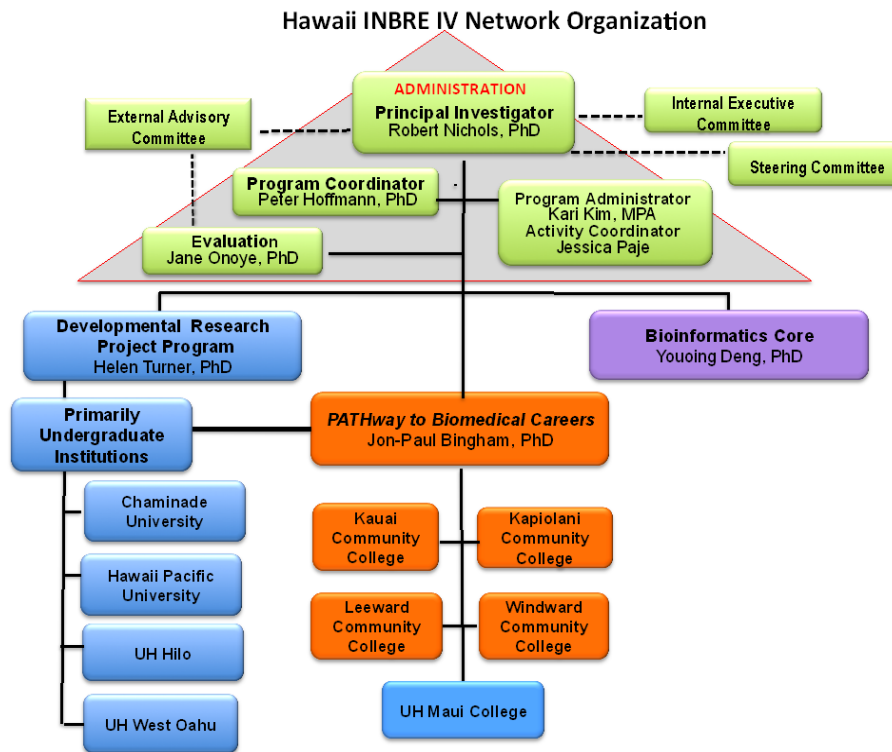 Hawaii INBRE IV Network Organization
ADMINISTRATION
Principal Investigator
Robert Nichols, PhD
External Advisory
Committee
Internal Executive
Committee
Steering Committee
Program Coordinator
Peter Hoffmann, PhD
Program Administrator
Kari Kim, MPA
Activity Coordinator
Jessica Paje
Evaluation
Jane Onoye, PhD
Developmental Research
Project Program
Helen Turner, PhD
Bioinformatics Core
Youoing Deng, PhD
Primarily
Undergraduate
Institutions
PATHway to Biomedical Careers
Jon-Paul Bingham, PhD
Chaminade
University
Hawaii Pacific
University
UH Hilo
UH West Oahu
Kauai
Community
College
Kapiolani
Community
College
Leeward
Community
College
Windward
Community
College
UH Maui College